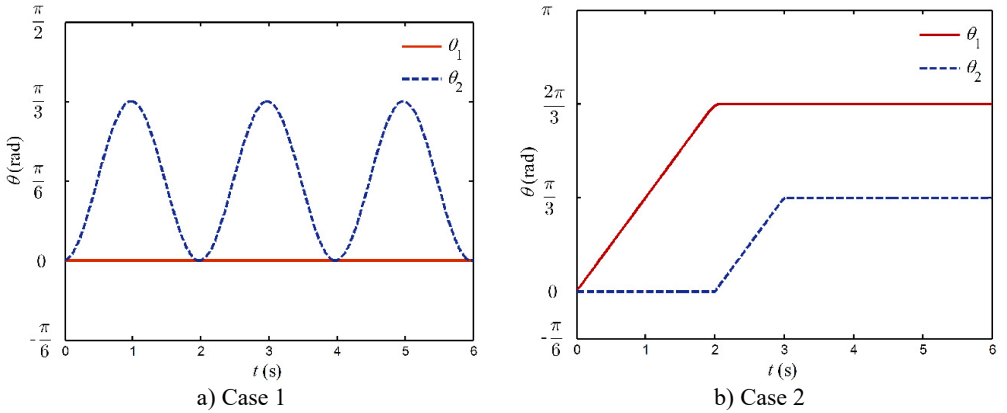 π/2
π/3
π/6
0
-π/6
θ (rad)
θ1
θ2
0 1 2 3 4 5 6
t (s)
a) Case 1
π
2π/3
π/3
0
-π/6
θ (rad)
θ1
θ2
0 1 2 3 4 5 6
t (s)
b) Case 2